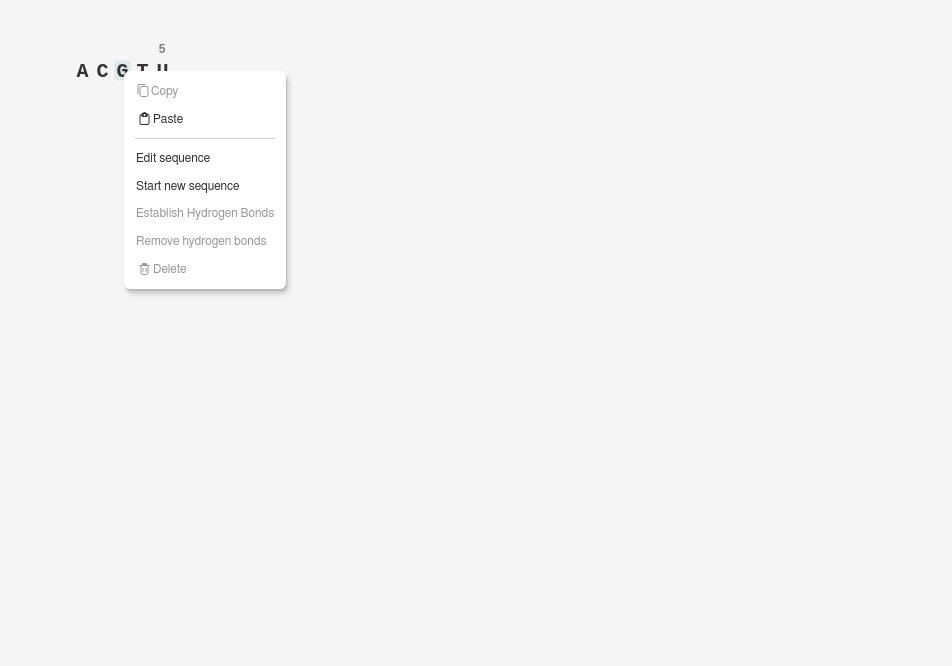 5
A C G T U
Copy
Paste
Edit sequence
Start new sequence
Establish Hydrogen Bonds
Remove hydrogen bonds
Delete